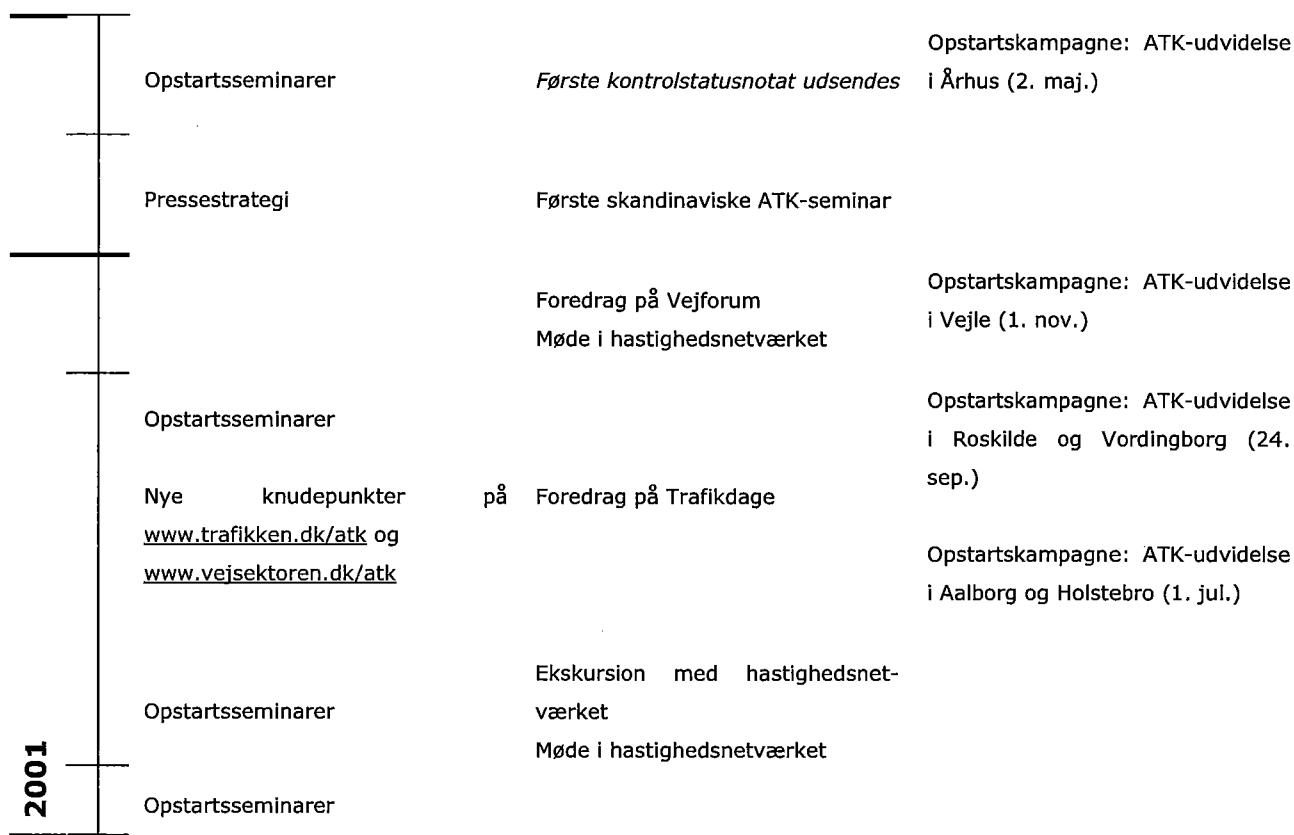 Opstartsseminarer
Første kontrolstatusnotat udsendes
Opstartskampagne: ATK-udvidelse
i Århus (2. maj.)
Pressestrategi
Første skandinaviske ATK-seminar
Foredrag på Vejforum
Møde i hastighedsnetværket
Opstartskampagne: ATK-udvidelse
i Vejle (1. nov.)
Opstartsseminarer
Opstartskampagne: ATK-udvidelse
i Roskilde og Vordingborg (24.
sep.)
Nye knudepunkter på
www.trafikken.dk/atk og
www.vejsektoren.dk/atk
Foredrag på Trafikdage
Opstartskampagne: ATK-udvidelse
i Aalborg og Holstebro (1. jul.)
Opstartsseminarer
Ekskursion med hastighedsnet-
værket
Møde i hastighedsnetværket
2001
Opstartsseminarer